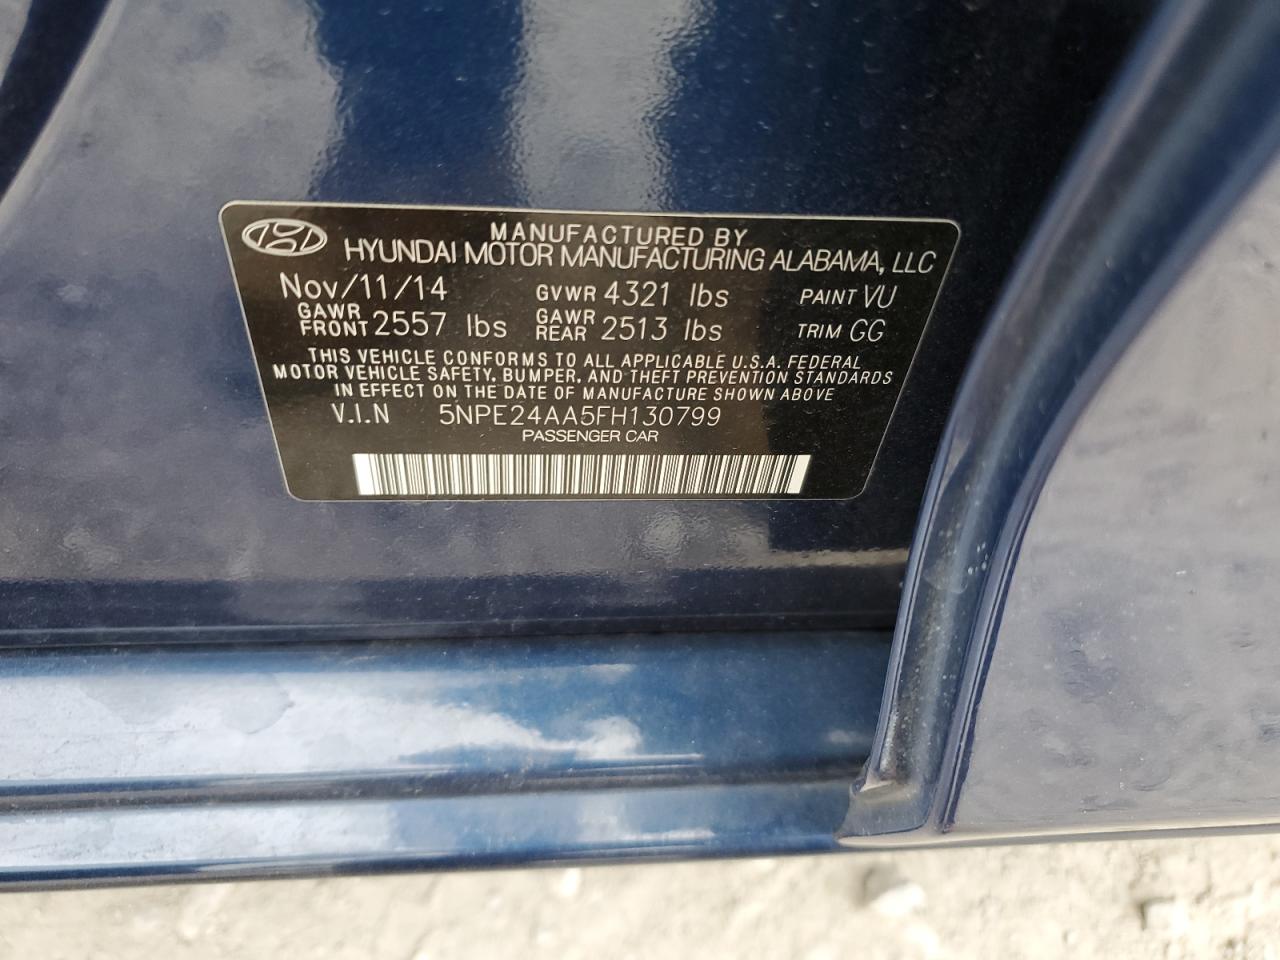 MANUFACTURED BY
HYUNDAI MOTOR MANUFACTURING ALABAMA, LLC
Nov/11/14 GVWR 4321 lbs PAINT VU
GAWR FRONT 2557 lbs GAWR REAR 2513 lbs TRIM GG
THIS VEHICLE CONFORMS TO ALL APPLICABLE U.S.A. FEDERAL
MOTOR VEHICLE SAFETY, BUMPER, AND THEFT PREVENTION STANDARDS
IN EFFECT ON THE DATE OF MANUFACTURE SHOWN ABOVE
V.I.N 5NPE24AA5FH130799
PASSENGER CAR